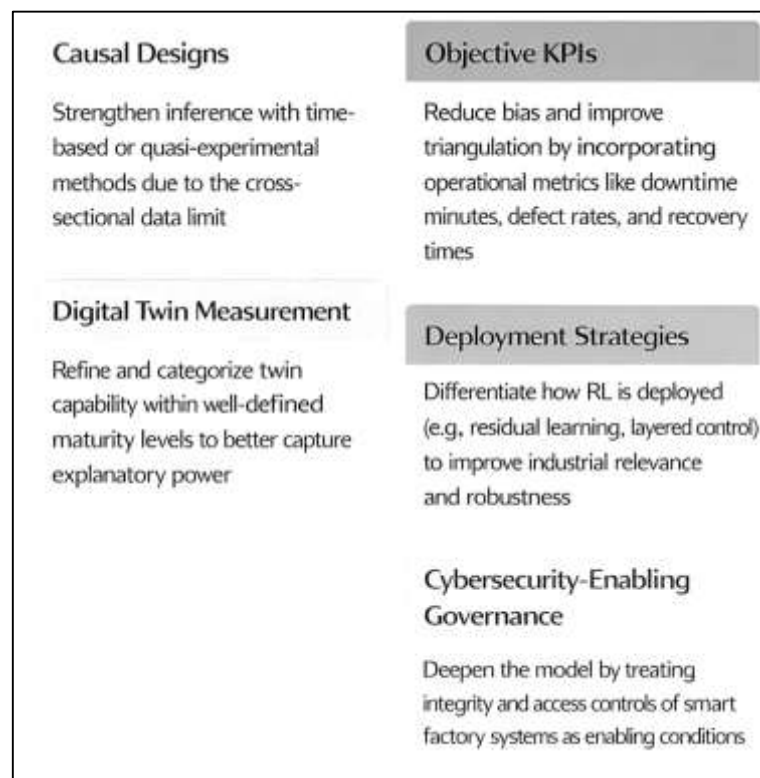 Causal Designs
Strengthen inference with time-
based or quasi-experimental
methods due to the cross-
sectional data limit
Digital Twin Measurement
Refine and categorize twin
capability within well-defined
maturity levels to better capture
explanatory power
Objective KPIs
Reduce bias and improve
triangulation by incorporating
operational metrics like downtime
minutes, defect rates, and recovery
times
Deployment Strategies
Differentiate how RL is deployed
(e.g., residual learning, layered control)
to improve industrial relevance
and robustness
Cybersecurity-Enabling
Governance
Deepen the model by treating
integrity and access controls of smart
factory systems as enabling conditions